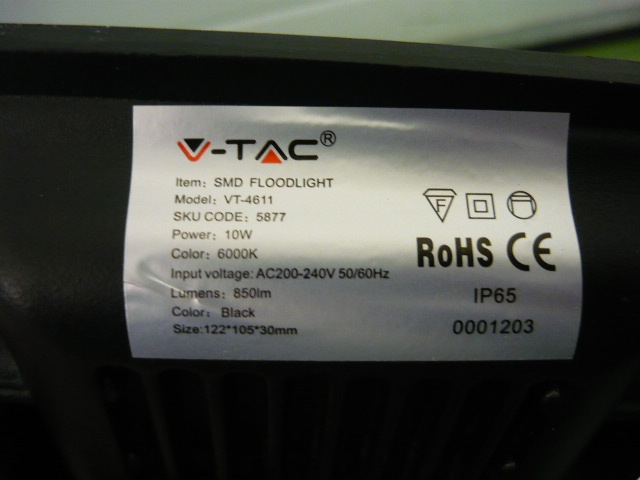 V-TAC®
Item: SMD FLOODLIGHT
Model: VT-4611
SKU CODE: 5877
Power: 10W
Color: 6000K
Input voltage: AC200-240V 50/60Hz
Lumens: 850lm
Color: Black
Size:122*105*30mm
F
RoHS CE
IP65
0001203